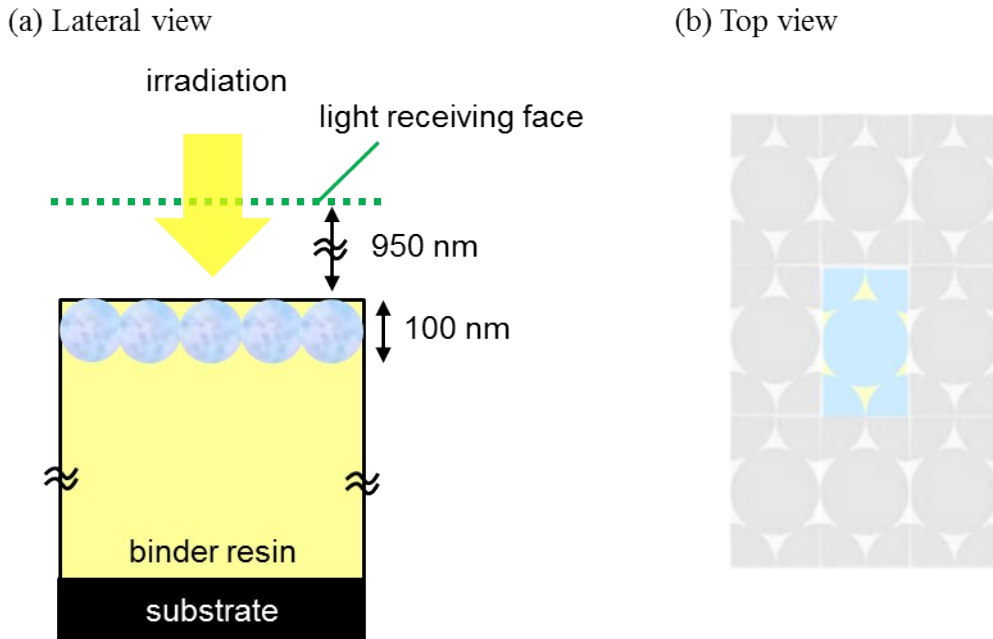 (a) Lateral view
(b) Top view
irradiation
light receiving face
950 nm
100 nm
binder resin
substrate